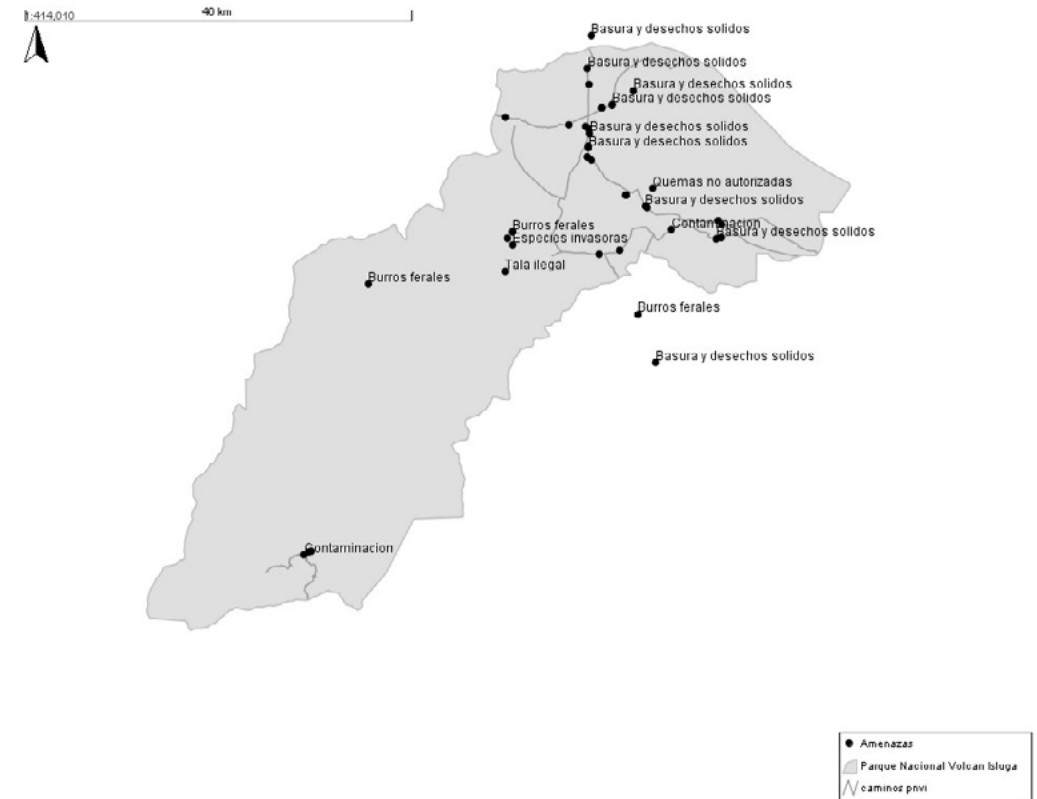 1:414,010
40 km
Basura y desechos solidos
Basura y desechos solidos
Basura y desechos solidos
Basura y desechos solidos
Basura y desechos solidos
Basura y desechos solidos
Quemas no autorizadas
Basura y desechos solidos
Contaminacion
Basura y desechos solidos
Burros ferales
Especies invasoras
Tala ilegal
Burros ferales
Burros ferales
Basura y desechos solidos
Contaminacion
Amenazas
Parque Nacional Volcan Isluga
caminos pnvi